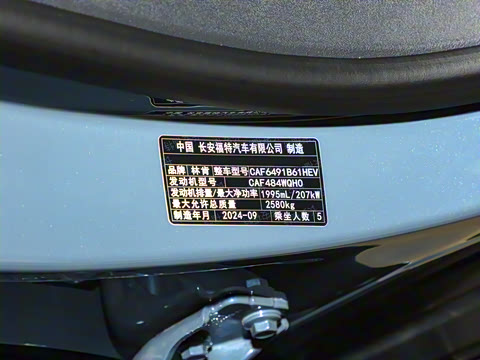 中国 长安福特汽车有限公司 制造
品牌 林肯 整车型号 CAF6491B61HEV
发动机型号 CAF484WQH0
发动机排量/最大净功率 1995mL/207kW
最大允许总质量 2580kg
制造年月 2024-09 乘坐人数 5